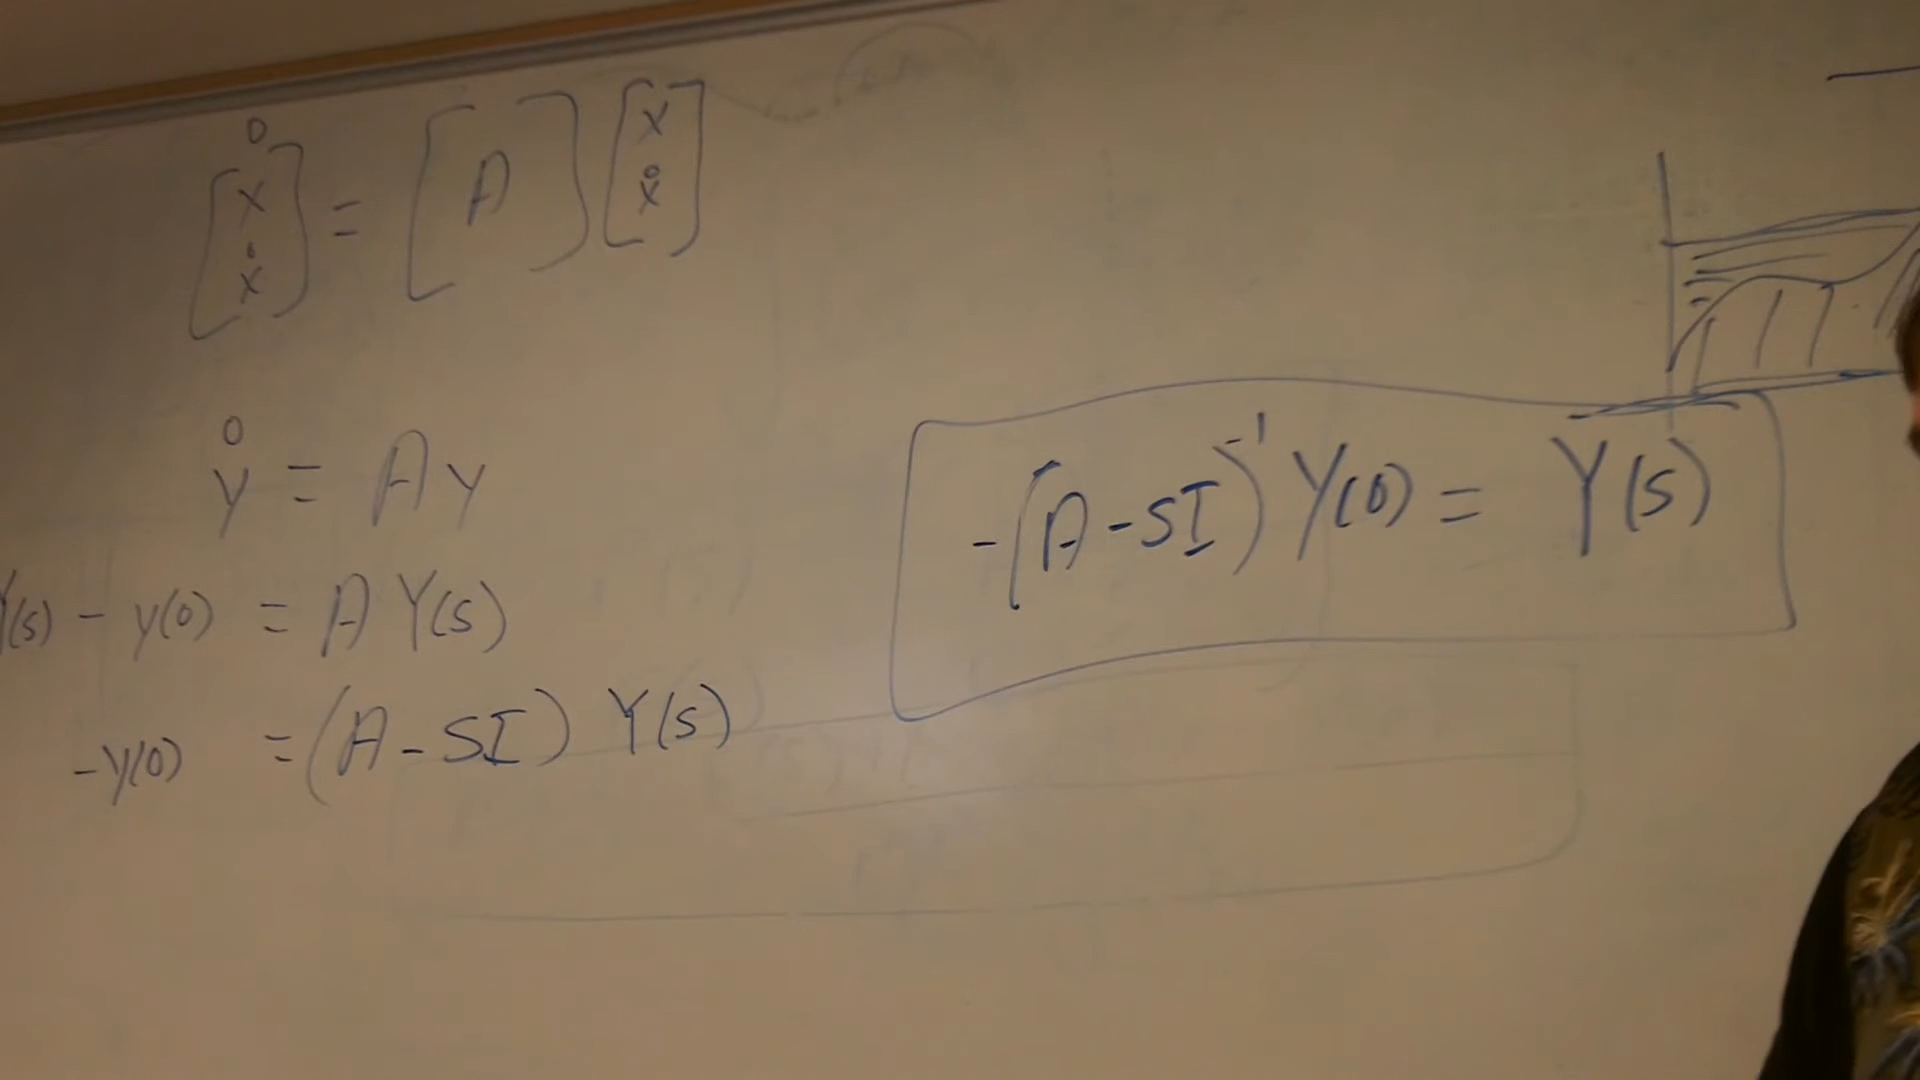 [x ẋ]˙ = [A] [x ẋ]
ẏ = Ay
Y(s) - y(0) = A Y(s)
-y(0) = (A - sI) Y(s)
-(A - sI)⁻¹ Y(0) = Y(s)